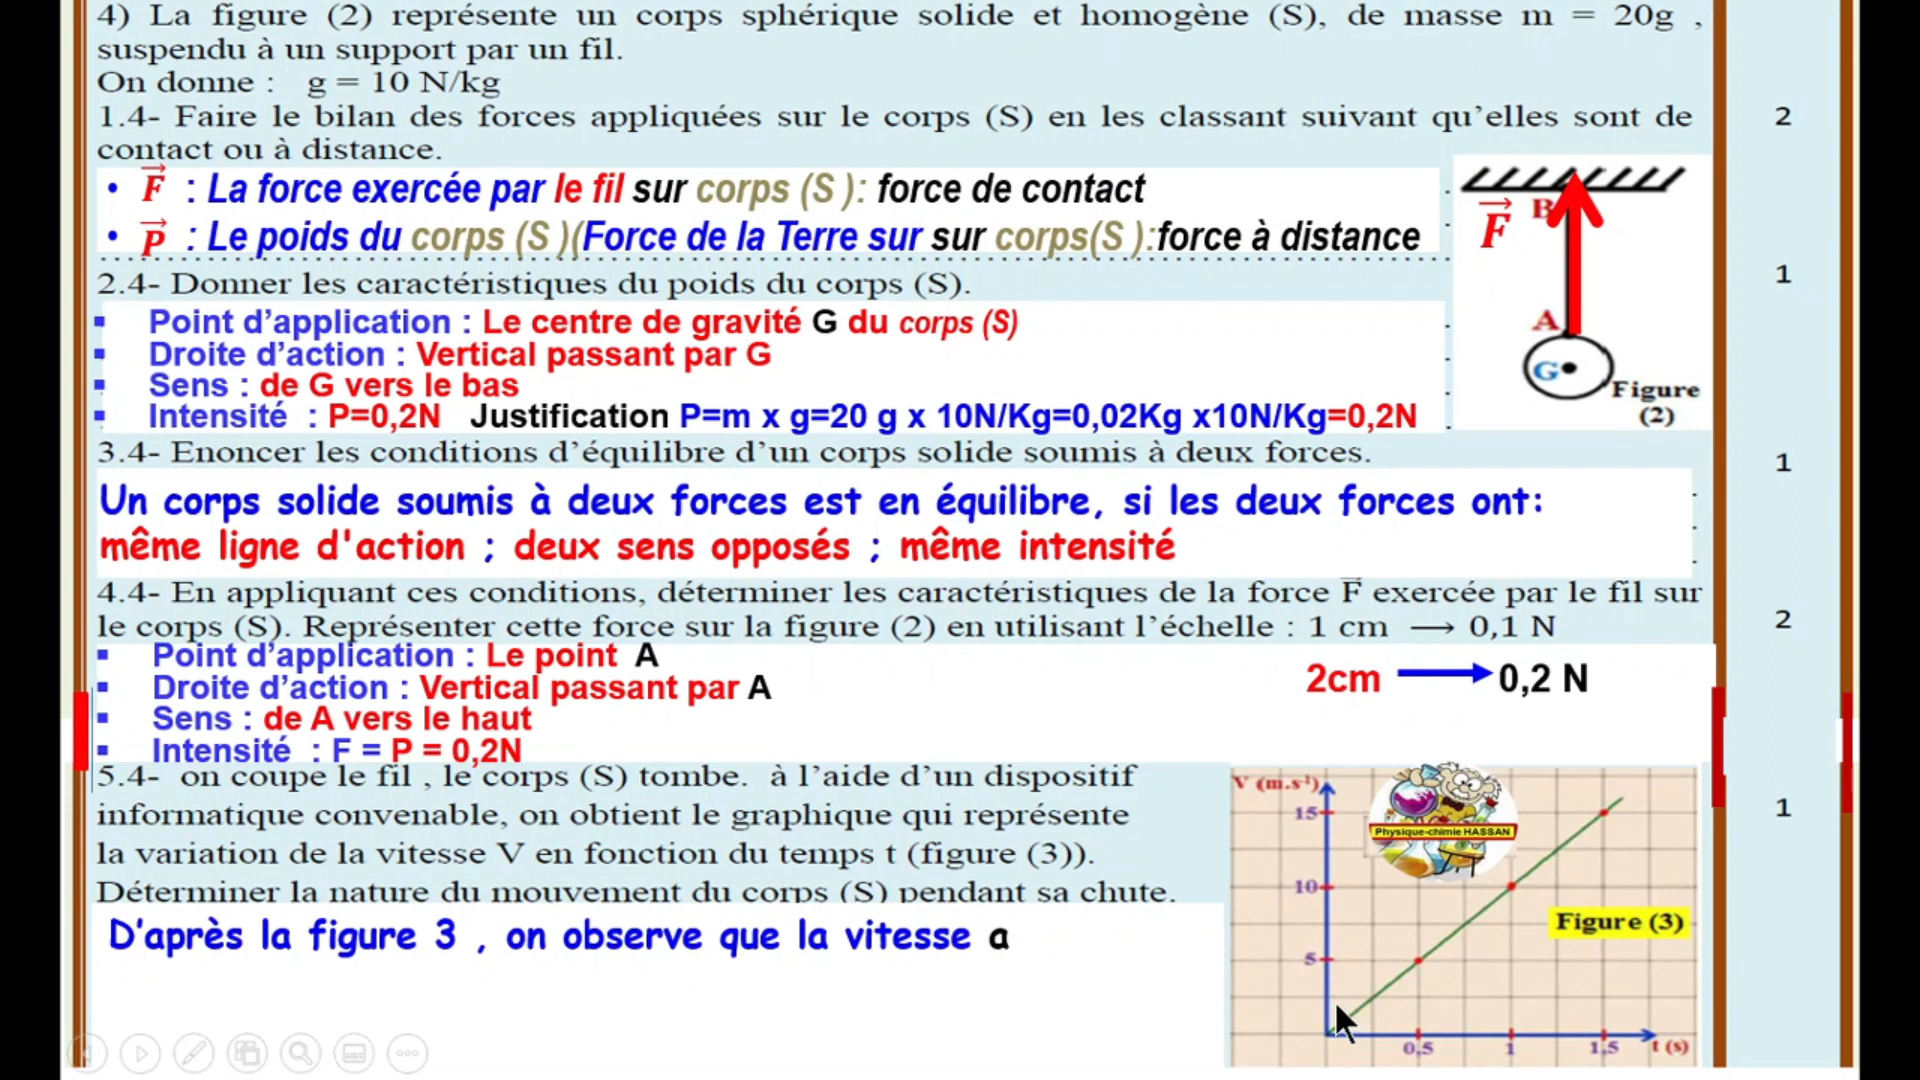 4) La figure (2) représente un corps sphérique solide et homogène (S), de masse m = 20g ,
suspendu à un support par un fil.
On donne : g = 10 N/kg
1.4- Faire le bilan des forces appliquées sur le corps (S) en les classant suivant qu’elles sont de
contact ou à distance.
2
• F⃗ : La force exercée par le fil sur corps (S ): force de contact
• P⃗ : Le poids du corps (S )(Force de la Terre sur sur corps(S ):force à distance
F⃗
B
A
G
Figure
(2)
2.4- Donner les caractéristiques du poids du corps (S).
1
▪ Point d’application : Le centre de gravité G du corps (S)
▪ Droite d’action : Vertical passant par G
▪ Sens : de G vers le bas
▪ Intensité : P=0,2N Justification P=m x g=20 g x 10N/Kg=0,02Kg x10N/Kg=0,2N
3.4- Enoncer les conditions d’équilibre d’un corps solide soumis à deux forces.
1
Un corps solide soumis à deux forces est en équilibre, si les deux forces ont:
même ligne d'action ; deux sens opposés ; même intensité
4.4- En appliquant ces conditions, déterminer les caractéristiques de la force F⃗ exercée par le fil sur
le corps (S). Représenter cette force sur la figure (2) en utilisant l’échelle : 1 cm → 0,1 N
2
▪ Point d’application : Le point A
▪ Droite d’action : Vertical passant par A
▪ Sens : de A vers le haut
▪ Intensité : F = P = 0,2N
2cm → 0,2 N
5.4- on coupe le fil , le corps (S) tombe. à l’aide d’un dispositif
informatique convenable, on obtient le graphique qui représente
la variation de la vitesse V en fonction du temps t (figure (3)).
Déterminer la nature du mouvement du corps (S) pendant sa chute.
1
D’après la figure 3 , on observe que la vitesse a
V (m.s⁻¹)
15
10
5
0,5 1 1,5 t (s)
Physique-chimie HASSAN
Figure (3)